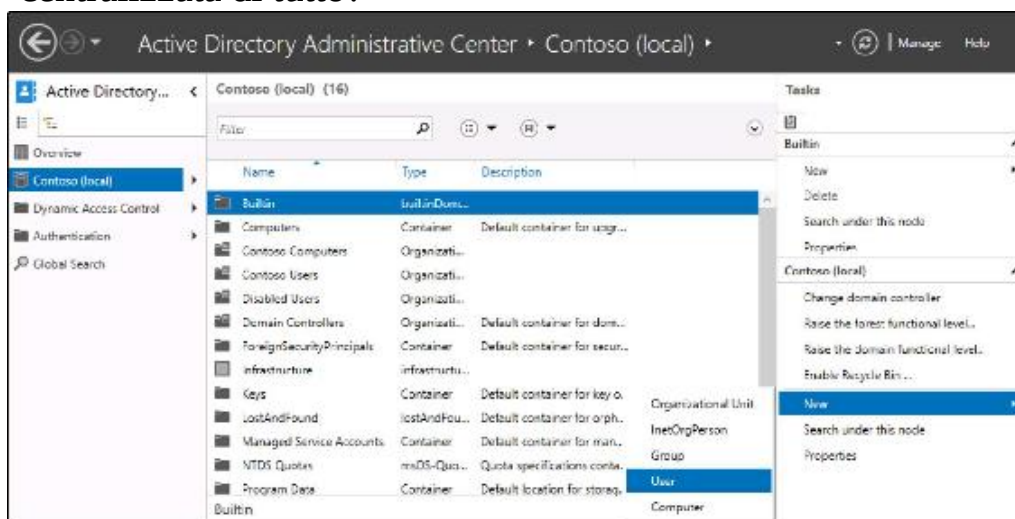 Active Directory Administrative Center • Contoso (local) •
Manage Help
Active Directory...
Overview
Contoso (local)
Dynamic Access Control
Authentication
Global Search
Contoso (local) (16)
Filter
Name Type Description
Builtin builtinDom...
Computers Container Default container for upgr...
Contoso Computers Organizati...
Contoso Users Organizati...
Disabled Users Organizati...
Domain Controllers Organizati... Default container for dom...
ForeignSecurityPrincipals Container Default container for secur...
Infrastructure infrastructu...
Keys Container Default container for key o.
LostAndFound lostAndFou... Default container for orph..
Managed Service Accounts Container Default container for man..
NTDS Quotas msDS-Quo... Quota specifications conta..
Program Data Container Default location for storag.
Builtin
Organizational Unit
InetOrgPerson
Group
User
Computer
Tasks
Builtin
New
Delete
Search under this node
Properties
Contoso (local)
Change domain controller
Raise the forest functional level...
Raise the domain functional level..
Enable Recycle Bin ...
New
Search under this node
Properties